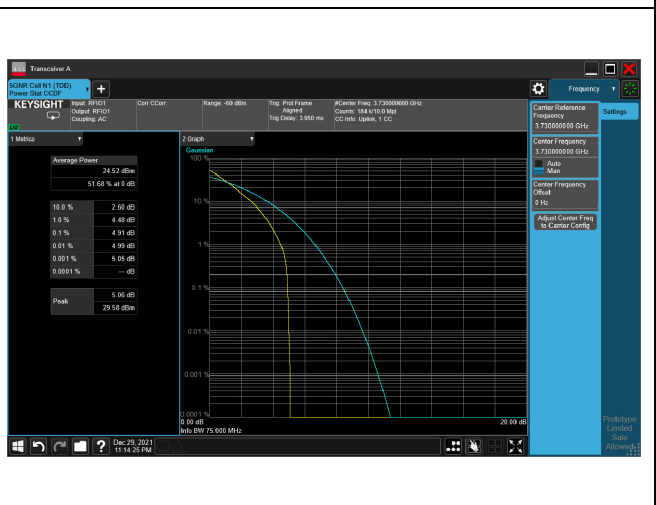 Transceiver A
5GNR Cell N1 (TDD)
Power Stat CCDF
KEYSIGHT
Input: RFIO1
Output: RFIO1
Coupling: AC
Corr CCorr
Range: -60 dBm
Trig: Prot Frame
Aligned
Trig Delay: 3.950 ms
#Center Freq: 3.730000000 GHz
Counts: 184 k/10.0 Mpt
CC Info: Uplink, 1 CC
Frequency
1 Metrics
Average Power
24.52 dBm
51.68 % at 0 dB
10.0 % 2.60 dB
1.0 % 4.48 dB
0.1 % 4.91 dB
0.01 % 4.99 dB
0.001 % 5.05 dB
0.0001 % --- dB
Peak
5.06 dB
29.58 dBm
2 Graph
Gaussian
100 %
10 %
1 %
0.1 %
0.01 %
0.001 %
0.0001 %
0.00 dB
20.00 dB
Info BW 75.000 MHz
Carrier Reference
Frequency
3.730000000 GHz
Center Frequency
3.730000000 GHz
Auto
Man
Center Frequency
Offset
0 Hz
Adjust Center Freq
to Carrier Config
Settings
Prototype
Limited
Sale
Allowed
?
Dec 29, 2021
11:14:25 PM